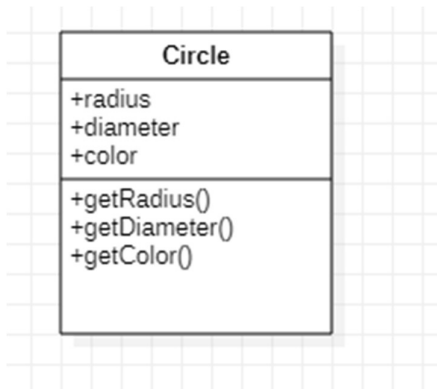 Circle
+radius
+diameter
+color
+getRadius()
+getDiameter()
+getColor()